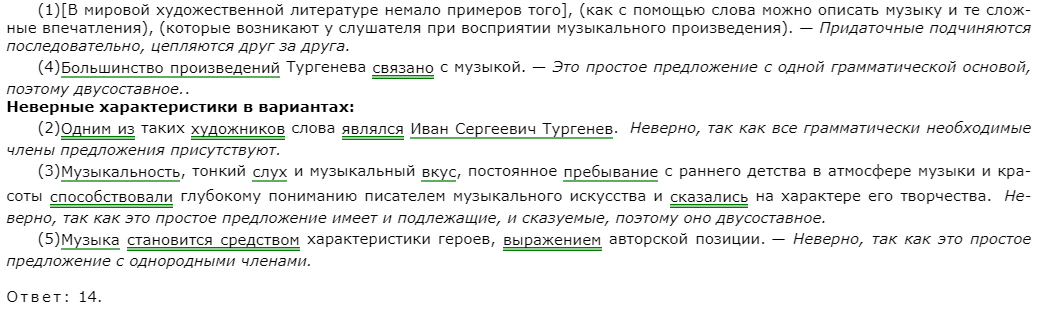 (1)[В мировой художественной литературе немало примеров того], (как с помощью слова можно описать музыку и те слож-
ные впечатления), (которые возникают у слушателя при восприятии музыкального произведения). — Придаточные подчиняются
последовательно, цепляются друг за друга.
(4)Большинство произведений Тургенева связано с музыкой. — Это простое предложение с одной грамматической основой,
поэтому двусоставное..
Неверные характеристики в вариантах:
(2)Одним из таких художников слова являлся Иван Сергеевич Тургенев. Неверно, так как все грамматически необходимые
члены предложения присутствуют.
(3)Музыкальность, тонкий слух и музыкальный вкус, постоянное пребывание с раннего детства в атмосфере музыки и кра-
соты способствовали глубокому пониманию писателем музыкального искусства и сказались на характере его творчества. Не-
верно, так как это простое предложение имеет и подлежащие, и сказуемые, поэтому оно двусоставное.
(5)Музыка становится средством характеристики героев, выражением авторской позиции. — Неверно, так как это простое
предложение с однородными членами.
Ответ: 14.